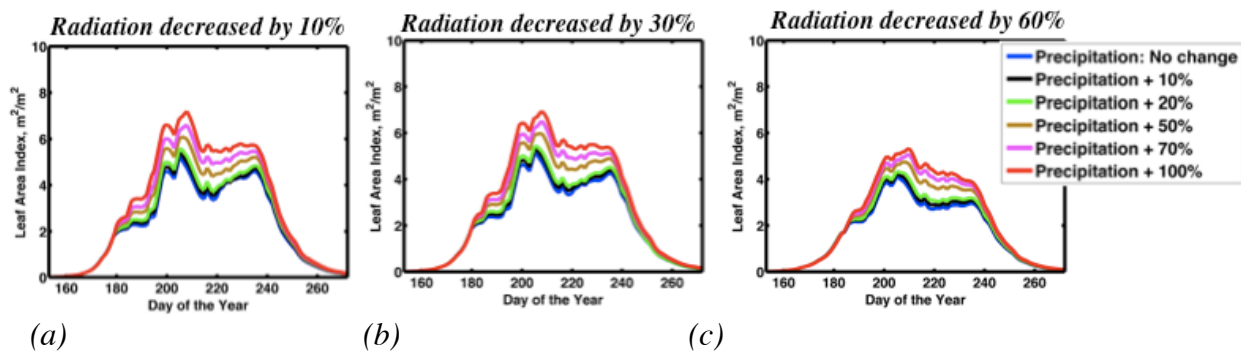 Radiation decreased by 10%
Radiation decreased by 30%
Radiation decreased by 60%
10
8
6
4
2
0
Leaf Area Index, m²/m²
160 180 200 220 240 260
Day of the Year
(a)
10
8
6
4
2
0
Leaf Area Index, m²/m²
160 180 200 220 240 260
Day of the Year
(b)
10
8
6
4
2
0
Leaf Area Index, m²/m²
160 180 200 220 240 260
Day of the Year
(c)
Precipitation: No change
Precipitation + 10%
Precipitation + 20%
Precipitation + 50%
Precipitation + 70%
Precipitation + 100%